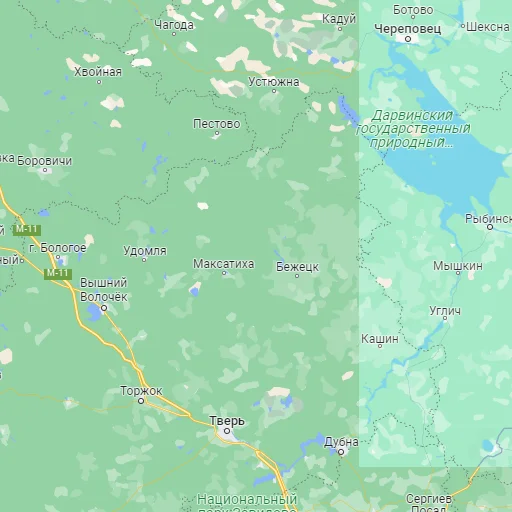 Ботово
Кадуй
Чагода
Череповец
Шексна
Хвойная
Устюжна
Дарвинский
государственный
природный...
Пестово
Боровичи
Рыбинск
М-11
г. Бологое
Удомля
М-11
Максатиха
Бежецк
Мышкин
Вышний
Волочёк
Углич
Кашин
Торжок
Тверь
Дубна
Национальный
Сергиев
Посад